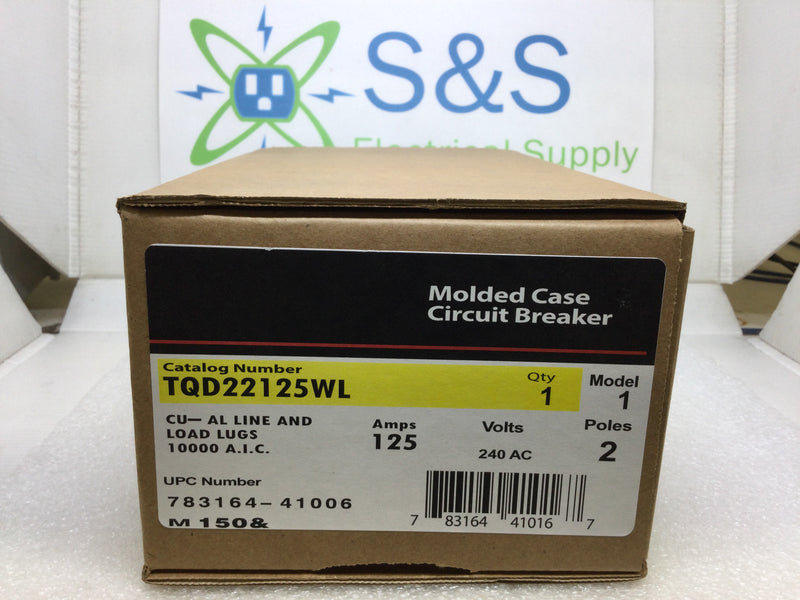 S&S
Electrical Supply
Molded Case
Circuit Breaker
Catalog Number
TQD22125WL
Qty
1
Model
1
CU— AL LINE AND
LOAD LUGS
10000 A.I.C.
Amps
125
Volts
240 AC
Poles
2
UPC Number
783164-41006
M 150&
7 83164 41016 7